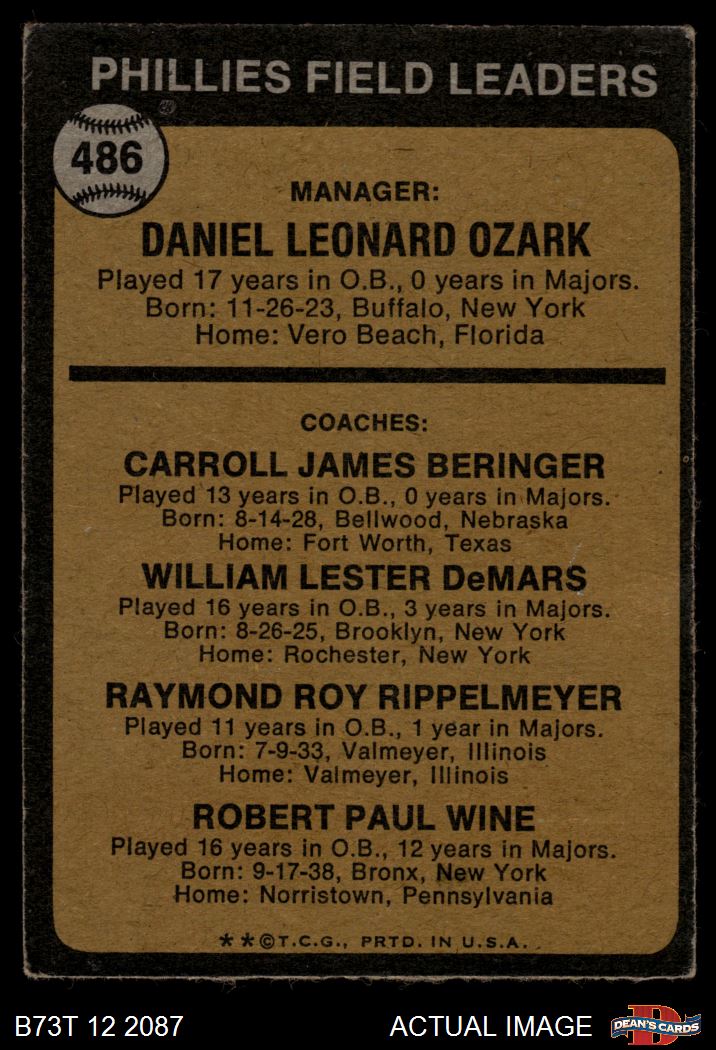 PHILLIES FIELD LEADERS
486
MANAGER:
DANIEL LEONARD OZARK
Played 17 years in O.B., 0 years in Majors.
Born: 11-26-23, Buffalo, New York
Home: Vero Beach, Florida
COACHES:
CARROLL JAMES BERINGER
Played 13 years in O.B., 0 years in Majors.
Born: 8-14-28, Bellwood, Nebraska
Home: Fort Worth, Texas
WILLIAM LESTER DeMARS
Played 16 years in O.B., 3 years in Majors.
Born: 8-26-25, Brooklyn, New York
Home: Rochester, New York
RAYMOND ROY RIPPELMEYER
Played 11 years in O.B., 1 year in Majors.
Born: 7-9-33, Valmeyer, Illinois
Home: Valmeyer, Illinois
ROBERT PAUL WINE
Played 16 years in O.B., 12 years in Majors.
Born: 9-17-38, Bronx, New York
Home: Norristown, Pennsylvania
* * © T.C.G., PRTD. IN U.S.A.
B73T 12 2087 ACTUAL IMAGE D DEAN'S CARDS